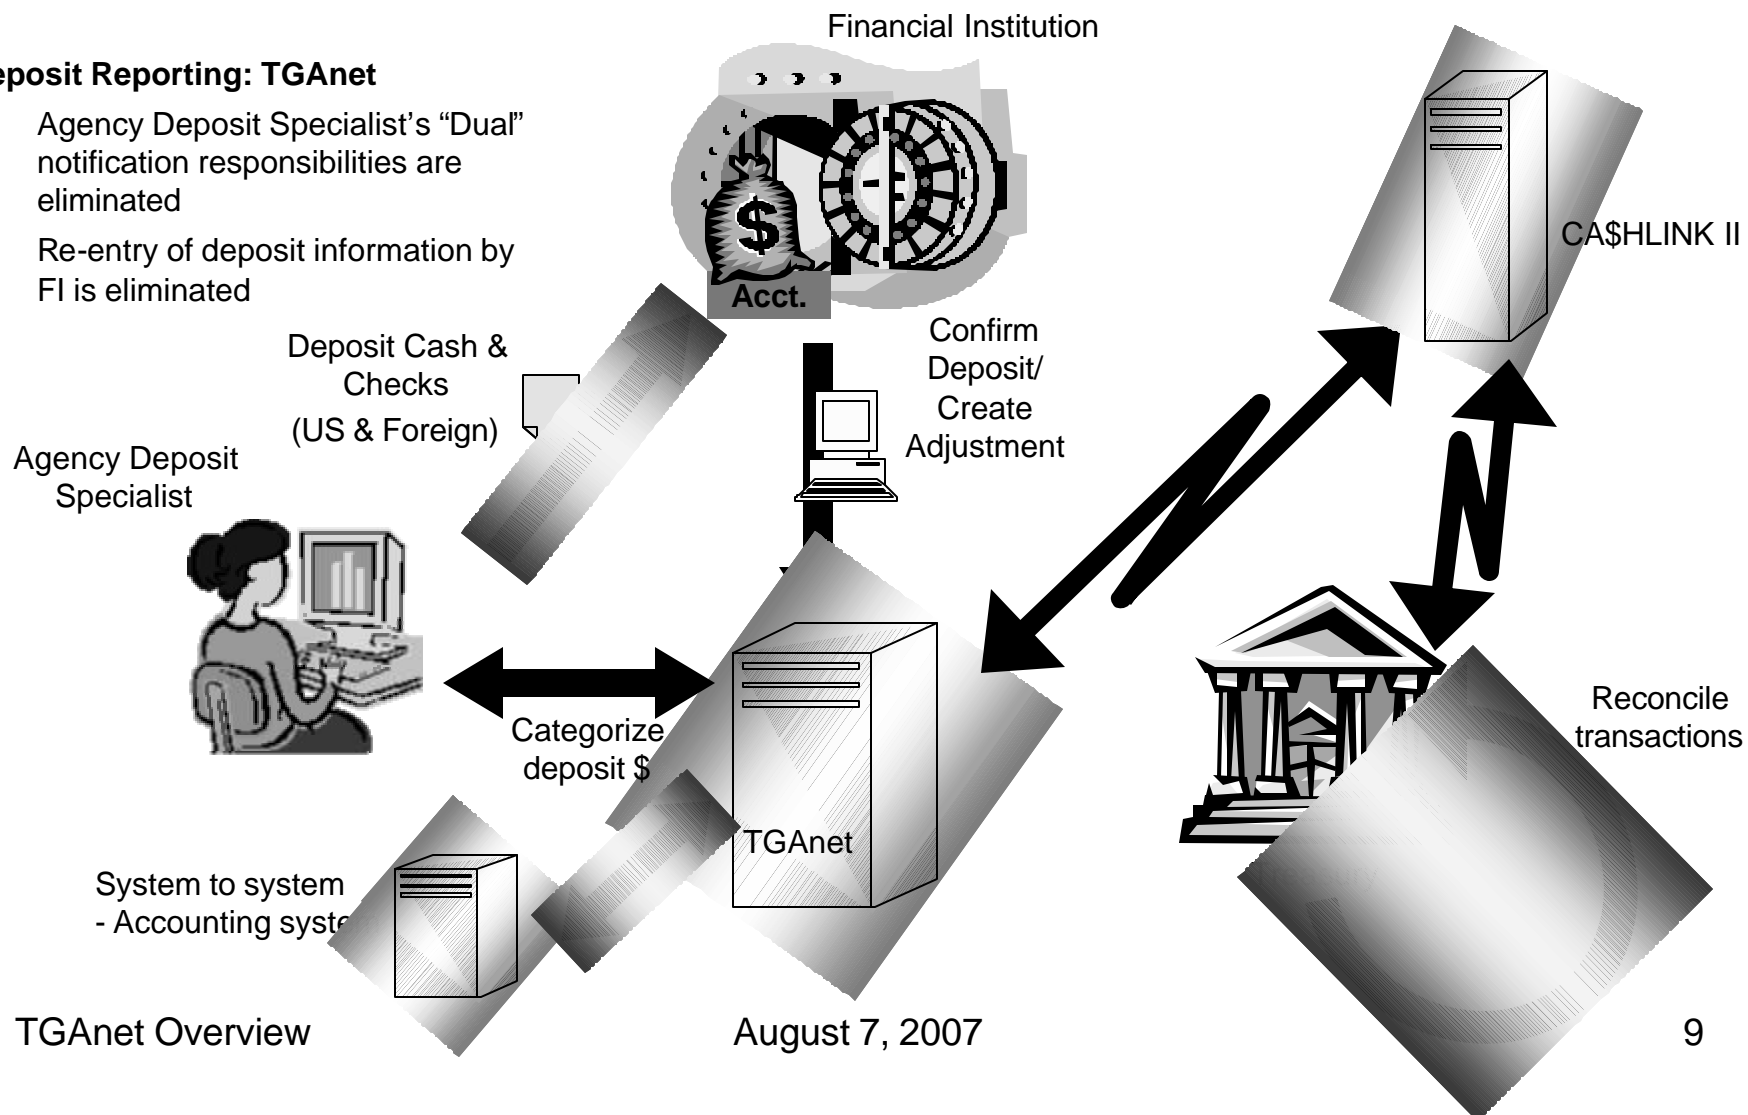 Financial Institution
eposit Reporting: TGAnet
Agency Deposit Specialist's “Dual”
notification responsibilities are
eliminated
Re-entry of deposit information by
FI is eliminated
$
Acct.
CA$HLINK II
Deposit Cash &
Checks
(US & Foreign)
Confirm
Deposit/
Create
Adjustment
Agency Deposit
Specialist
Categorize
deposit $
Reconcile
transactions
TGAnet
Treasury
System to system
- Accounting syste
TGAnet Overview
August 7, 2007
9